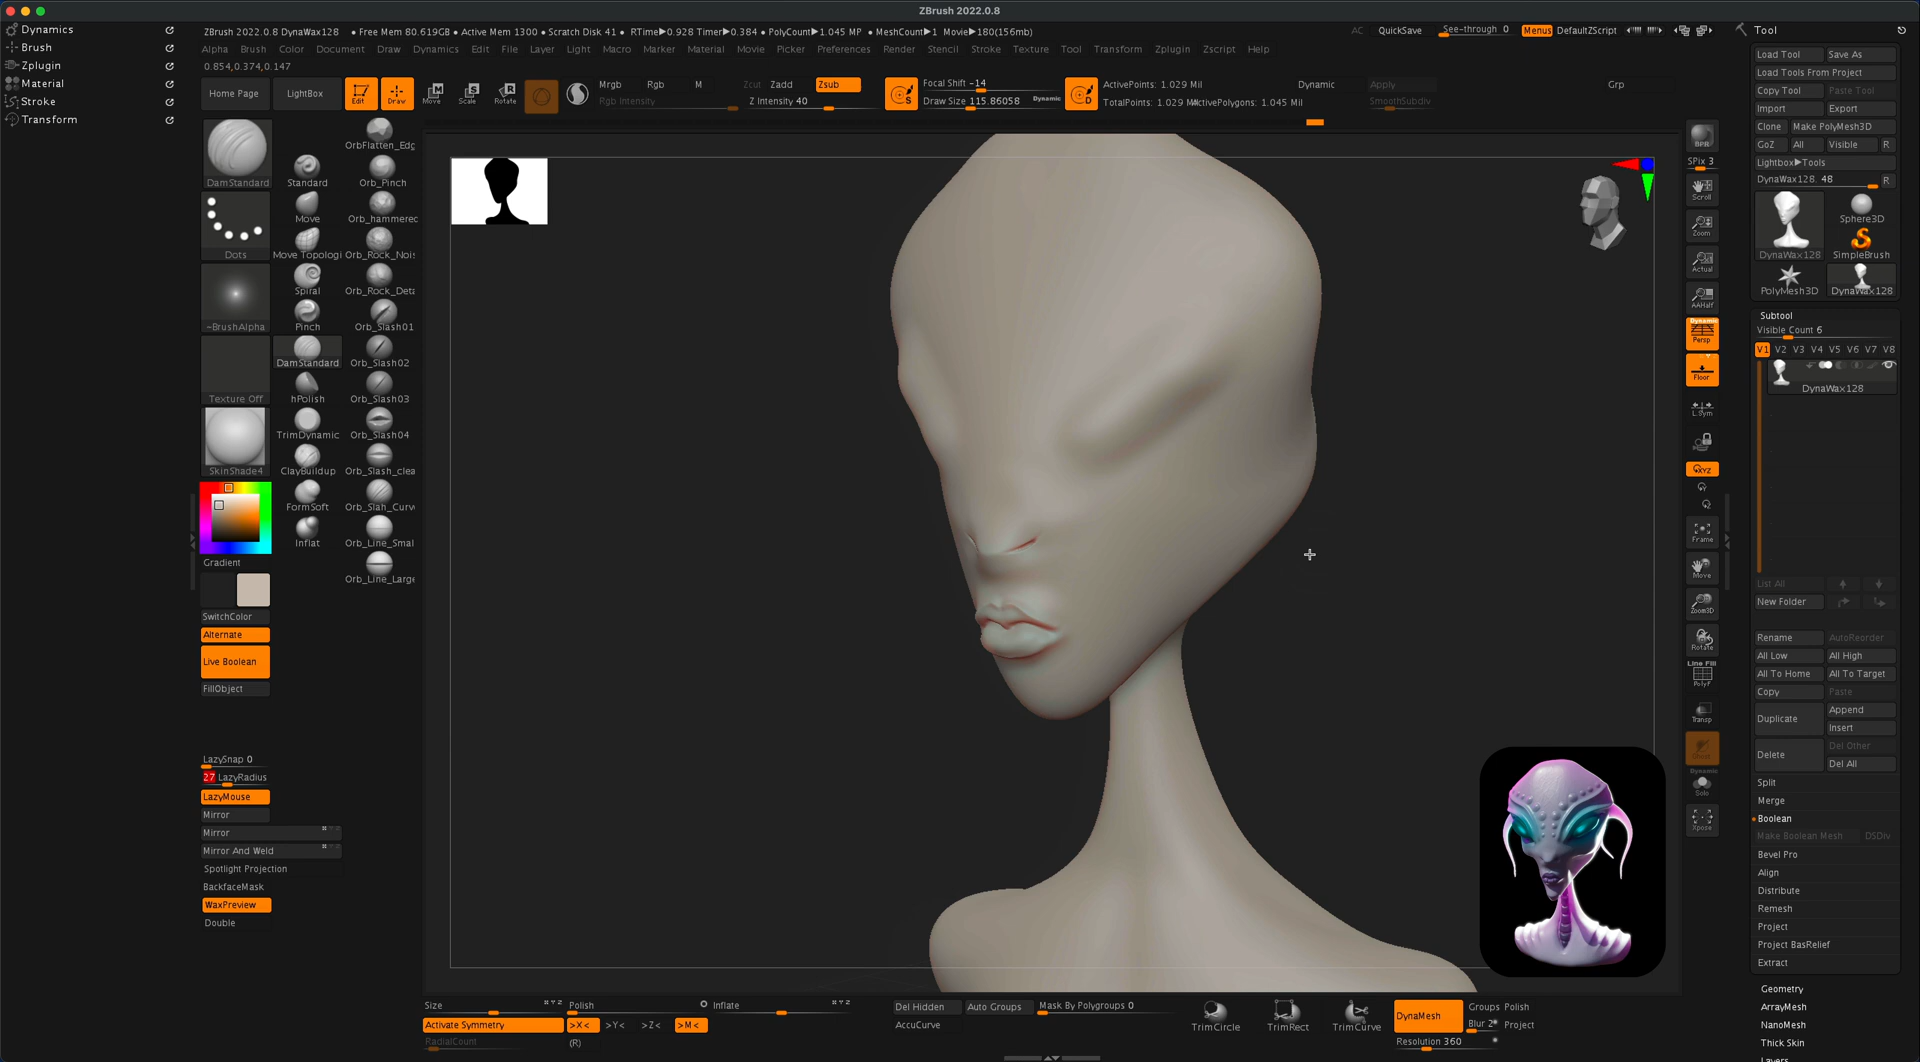 ZBrush 2022.0.8
Dynamics
Brush
Zplugin
Material
Stroke
Transform
ZBrush 2022.0.8 DynaWax128 • Free Mem 80.619GB • Active Mem 1300 • Scratch Disk 41 • RTime▶0.928 Timer▶0.384 • PolyCount▶1.045 MP • MeshCount▶1 Movie▶180(156mb)
AC QuickSave See-through 0 Menus DefaultZScript
Alpha Brush Color Document Draw Dynamics Edit File Layer Light Macro Marker Material Movie Picker Preferences Render Stencil Stroke Texture Tool Transform Zplugin Zscript Help
0.854,0.374,0.147
Home Page LightBox Edit Draw Move Scale Rotate
Mrgb Rgb M Zcut Zadd Zsub
Rgb Intensity Z Intensity 40
Focal Shift -14
Draw Size 115.86058 Dynamic
ActivePoints: 1.029 Mil
TotalPoints: 1.029 Mil
ActivePolygons: 1.045 Mil
Dynamic Apply
SmoothSubdiv
Grp
DamStandard
Dots
~BrushAlpha
Texture Off
SkinShade4
Gradient
SwitchColor
Alternate
Live Boolean
FillObject
LazySnap 0
27 LazyRadius
LazyMouse
Mirror
Mirror
Mirror And Weld
Spotlight Projection
BackfaceMask
WaxPreview
Double
Standard
Move
Move Topologi
Spiral
Pinch
DamStandard
hPolish
TrimDynamic
ClayBuildup
FormSoft
Inflat
OrbFlatten_Edg
Orb_Pinch
Orb_hammered
Orb_Rock_Nois
Orb_Rock_Deta
Orb_Slash01
Orb_Slash02
Orb_Slash03
Orb_Slash04
Orb_Slash_clea
Orb_Slah_Curv
Orb_Line_Smal
Orb_Line_Large
BPR
SPix 3
Scroll
Zoom
Actual
AAHalf
Dynamic
Persp
Floor
L.Sym
XYZ
Frame
Move
Zoom3D
Rotate
Line Fill
PolyF
Transp
Ghost
Dynamic
Solo
Xpose
Tool
Load Tool Save As
Load Tools From Project
Copy Tool Paste Tool
Import Export
Clone Make PolyMesh3D
GoZ All Visible R
Lightbox▶Tools
DynaWax128. 48 R
DynaWax128 Sphere3D
SimpleBrush
PolyMesh3D DynaWax128
Subtool
Visible Count 6
V1 V2 V3 V4 V5 V6 V7 V8
DynaWax128
List All
New Folder
Rename AutoReorder
All Low All High
All To Home All To Target
Copy Paste
Duplicate Append
Insert
Delete Del Other
Del All
Split
Merge
Boolean
Make Boolean Mesh DSDiv
Bevel Pro
Align
Distribute
Remesh
Project
Project BasRelief
Extract
Geometry
ArrayMesh
NanoMesh
Thick Skin
Layers
Size Polish Inflate
Activate Symmetry >X< >Y< >Z< >M<
RadialCount (R)
Del Hidden Auto Groups Mask By Polygroups 0
AccuCurve
TrimCircle TrimRect TrimCurve
DynaMesh Groups Polish
Blur 2 Project
Resolution 360